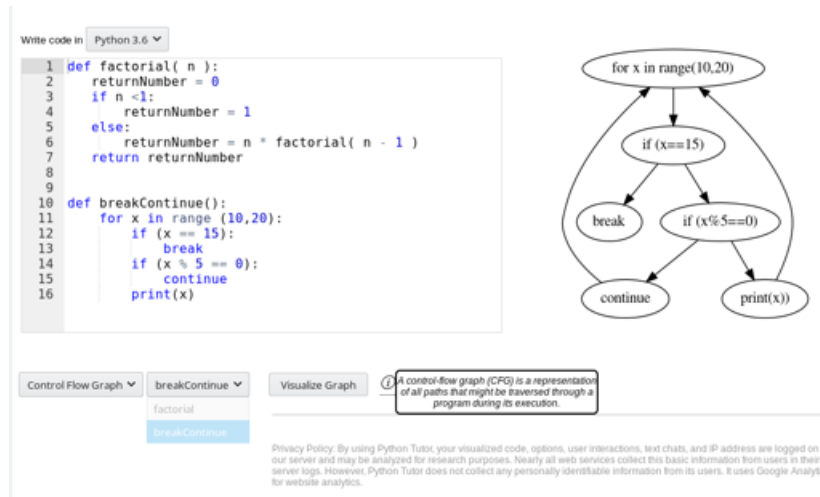 Write code in Python 3.6
1 def factorial( n ):
2 returnNumber = 0
3 if n <1:
4 returnNumber = 1
5 else:
6 returnNumber = n * factorial( n - 1 )
7 return returnNumber
8
9
10 def breakContinue():
11 for x in range (10,20):
12 if (x == 15):
13 break
14 if (x % 5 == 0):
15 continue
16 print(x)
for x in range(10,20)
if (x==15)
break
if (x%5==0)
continue
print(x))
Control Flow Graph
breakContinue
factorial
breakContinue
Visualize Graph
i
A control-flow graph (CFG) is a representation
of all paths that might be traversed through a
program during its execution.
Privacy Policy: By using Python Tutor, your visualized code, options, user interactions, text chats, and IP address are logged on
our server and may be analyzed for research purposes. Nearly all web services collect this basic information from users in their
server logs. However, Python Tutor does not collect any personally identifiable information from its users. It uses Google Analyt
for website analytics.